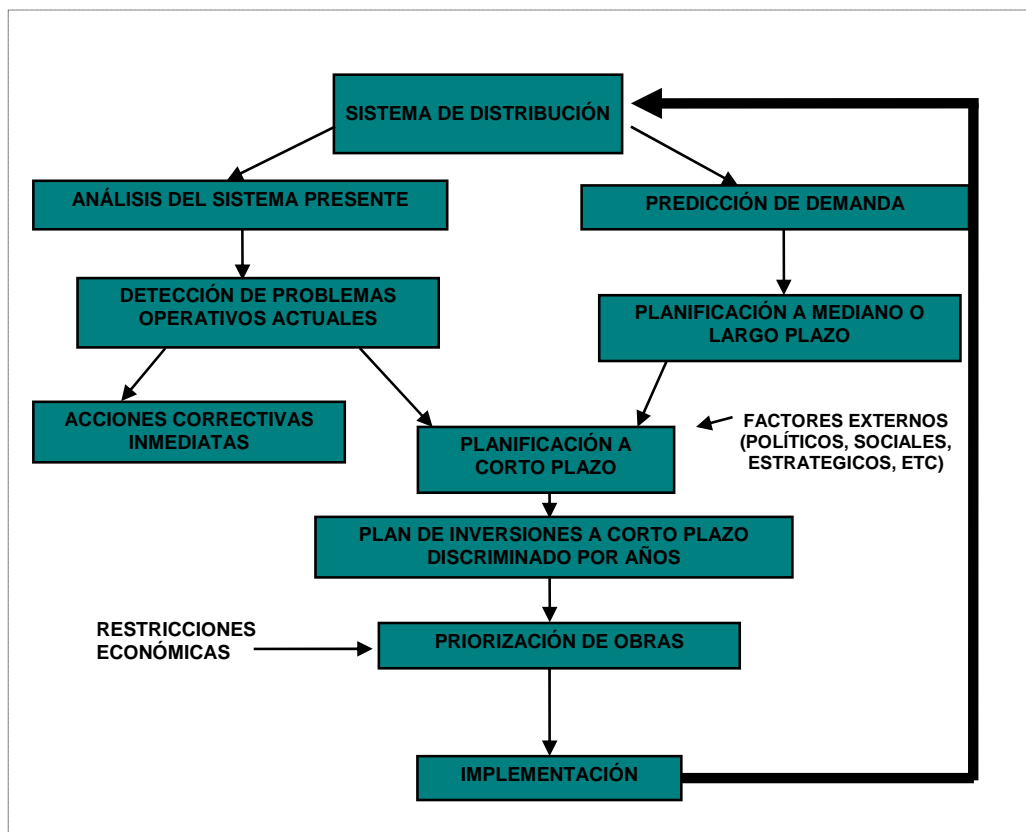 SISTEMA DE DISTRIBUCIÓN
ANÁLISIS DEL SISTEMA PRESENTE
PREDICCIÓN DE DEMANDA
DETECCIÓN DE PROBLEMAS
OPERATIVOS ACTUALES
PLANIFICACIÓN A MEDIANO O
LARGO PLAZO
ACCIONES CORRECTIVAS
INMEDIATAS
PLANIFICACIÓN A
CORTO PLAZO
FACTORES EXTERNOS
(POLÍTICOS, SOCIALES,
ESTRATEGICOS, ETC)
PLAN DE INVERSIONES A CORTO PLAZO
DISCRIMINADO POR AÑOS
RESTRICCIONES
ECONÓMICAS
PRIORIZACIÓN DE OBRAS
IMPLEMENTACIÓN